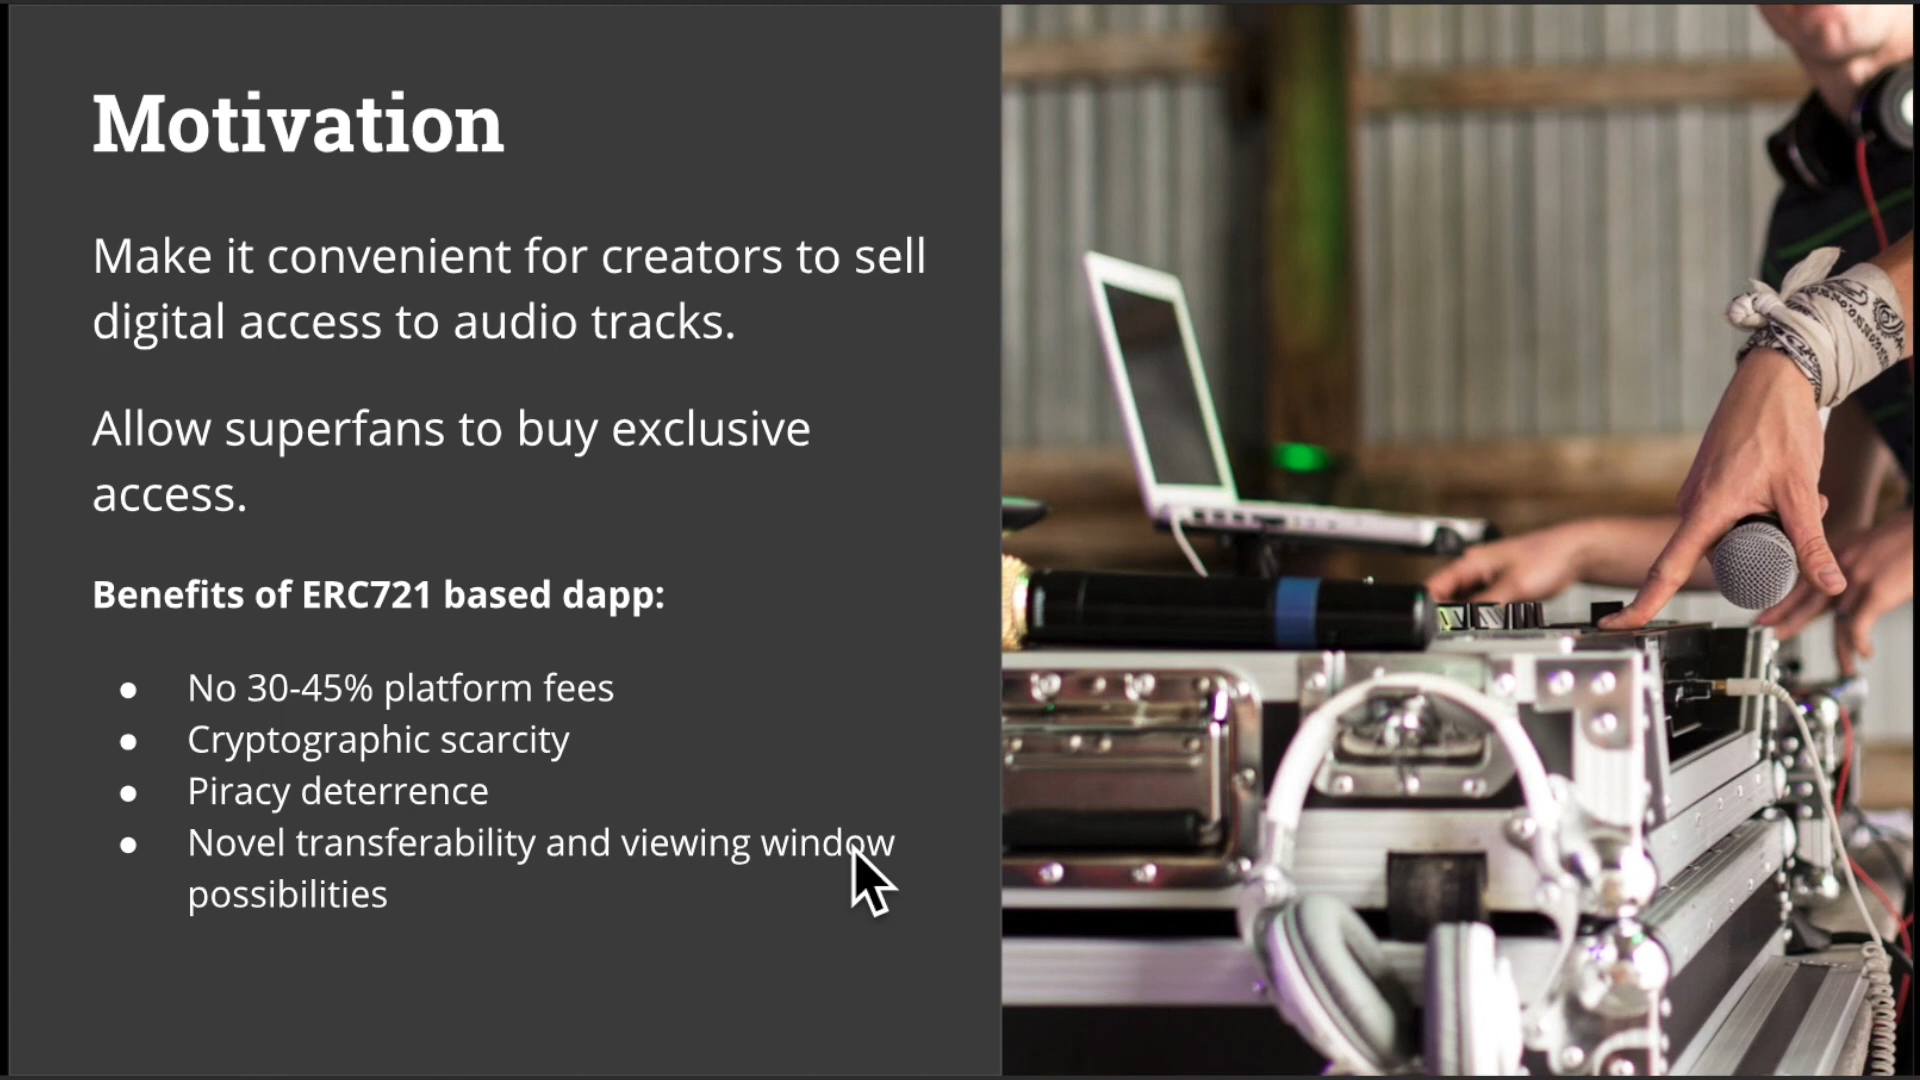 Motivation
Make it convenient for creators to sell
digital access to audio tracks.
Allow superfans to buy exclusive
access.
Benefits of ERC721 based dapp:
● No 30-45% platform fees
● Cryptographic scarcity
● Piracy deterrence
● Novel transferability and viewing window
possibilities